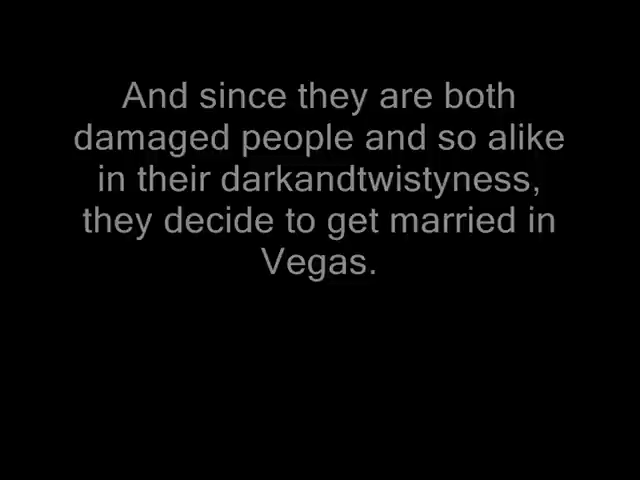 And since they are both
damaged people and so alike
in their darkandtwistyness,
they decide to get married in
Vegas.